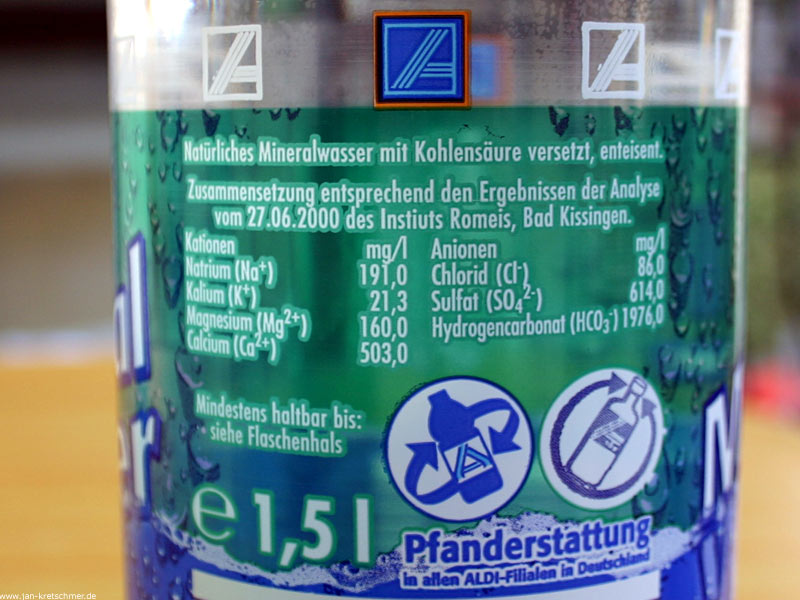 Natürliches Mineralwasser mit Kohlensäure versetzt, enteisent.
Zusammensetzung entsprechend den Ergebnissen der Analyse
vom 27.06.2000 des Instiuts Romeis, Bad Kissingen.
Kationen mg/l Anionen mg/l
Natrium (Na⁺) 191,0 Chlorid (Cl⁻) 86,0
Kalium (K⁺) 21,3 Sulfat (SO₄²⁻) 614,0
Magnesium (Mg²⁺) 160,0 Hydrogencarbonat (HCO₃⁻) 1976,0
Calcium (Ca²⁺) 503,0
Mindestens haltbar bis:
siehe Flaschenhals
e 1,5 l
Pfanderstattung
in allen ALDI-Filialen in Deutschland
www.jan-kretschmer.de